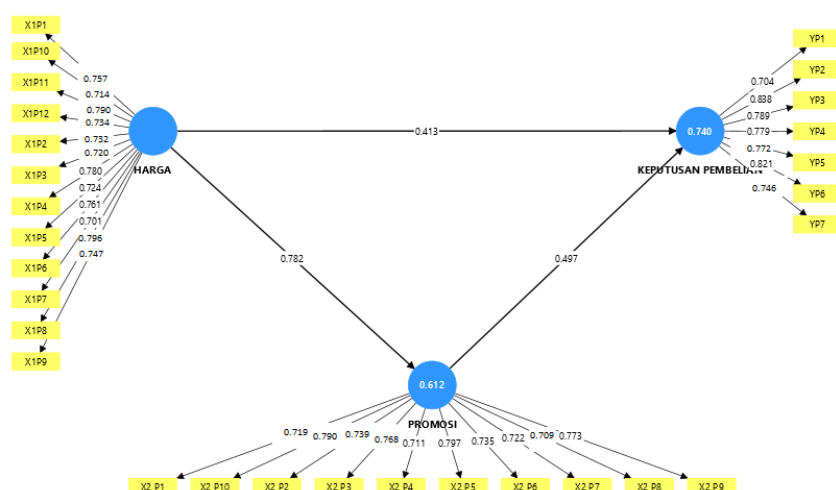 X1P1
X1P10
X1P11
X1P12
X1P2
X1P3
X1P4
X1P5
X1P6
X1P7
X1P8
X1P9
0.757
0.714
0.790
0.734
0.732
0.720
0.780
0.724
0.761
0.701
0.796
0.747
HARGA
0.413
0.782
0.497
0.740
KEPUTUSAN PEMBELIAN
0.704
0.838
0.789
0.779
0.772
0.821
0.746
YP1
YP2
YP3
YP4
YP5
YP6
YP7
0.612
PROMOSI
0.719
0.790
0.739
0.768
0.711
0.797
0.735
0.722
0.709
0.773
X2 P1
X2 P10
X2 P2
X2 P3
X2 P4
X2 P5
X2 P6
X2 P7
X2 P8
X2 P9